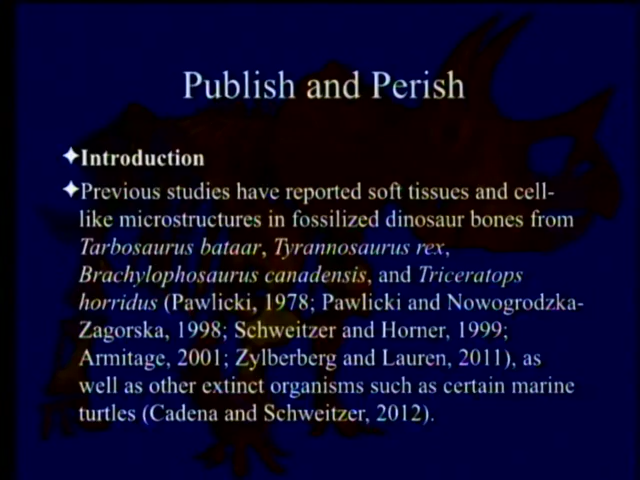 Publish and Perish
✦Introduction
✦Previous studies have reported soft tissues and cell-
like microstructures in fossilized dinosaur bones from
Tarbosaurus bataar, Tyrannosaurus rex,
Brachylophosaurus canadensis, and Triceratops
horridus (Pawlicki, 1978; Pawlicki and Nowogrodzka-
Zagorska, 1998; Schweitzer and Horner, 1999;
Armitage, 2001; Zylberberg and Lauren, 2011), as
well as other extinct organisms such as certain marine
turtles (Cadena and Schweitzer, 2012).